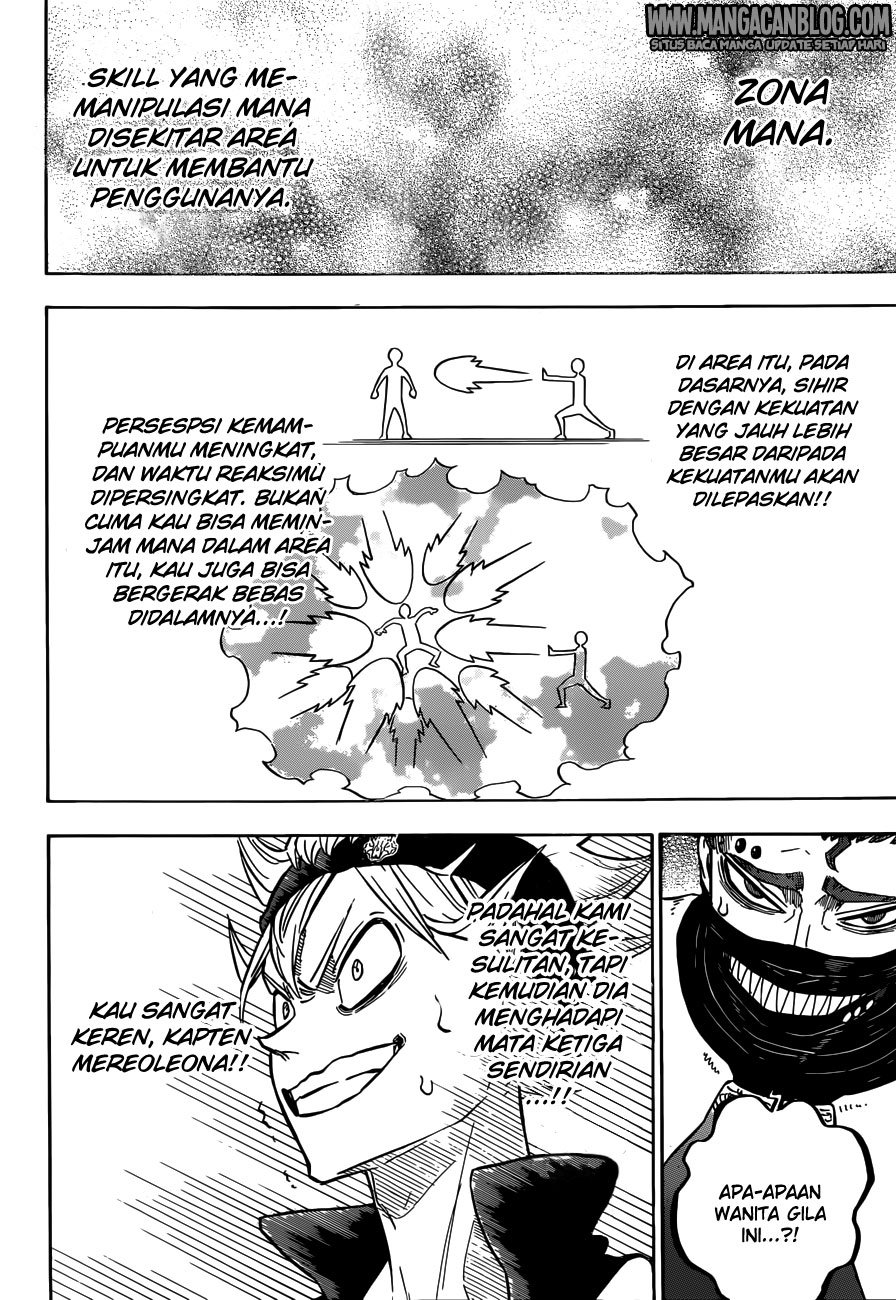 WWW.MANGACANBLOG.COM
SITUS BACA MANGA UPDATE SETIAP HARI
ZONA
MANA.
SKILL YANG ME-
MANIPULASI MANA
DISEKITAR AREA
UNTUK MEMBANTU
PENGGUNANYA.
DI AREA ITU, PADA
DASARNYA, SIHIR
DENGAN KEKUATAN
YANG JAUH LEBIH
BESAR DARIPADA
KEKUATANMU AKAN
DILEPASKAN!!
PERSESPSI KEMAM-
PUANMU MENINGKAT,
DAN WAKTU REAKSIMU
DIPERSINGKAT. BUKAN
CUMA KAU BISA MEMIN-
JAM MANA DALAM AREA
ITU, KAU JUGA BISA
BERGERAK BEBAS
DIDALAMNYA...!
APA-APAAN
WANITA GILA
INI...?!
PADAHAL KAMI
SANGAT KE-
SULITAN, TAPI
KEMUDIAN DIA
MENGHADAPI
MATA KETIGA
SENDIRIAN
...!!
KAU SANGAT
KEREN, KAPTEN
MEREOLEONA!!